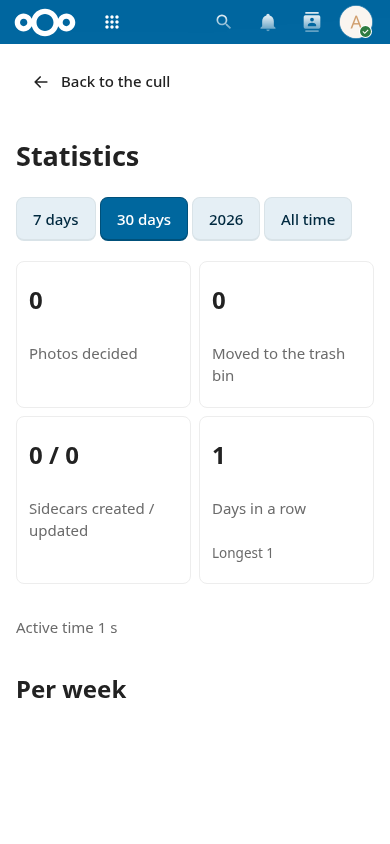 A
Back to the cull
Statistics
7 days
30 days
2026
All time
0
Photos decided
0
Moved to the trash
bin
0 / 0
Sidecars created /
updated
1
Days in a row
Longest 1
Active time 1 s
Per week